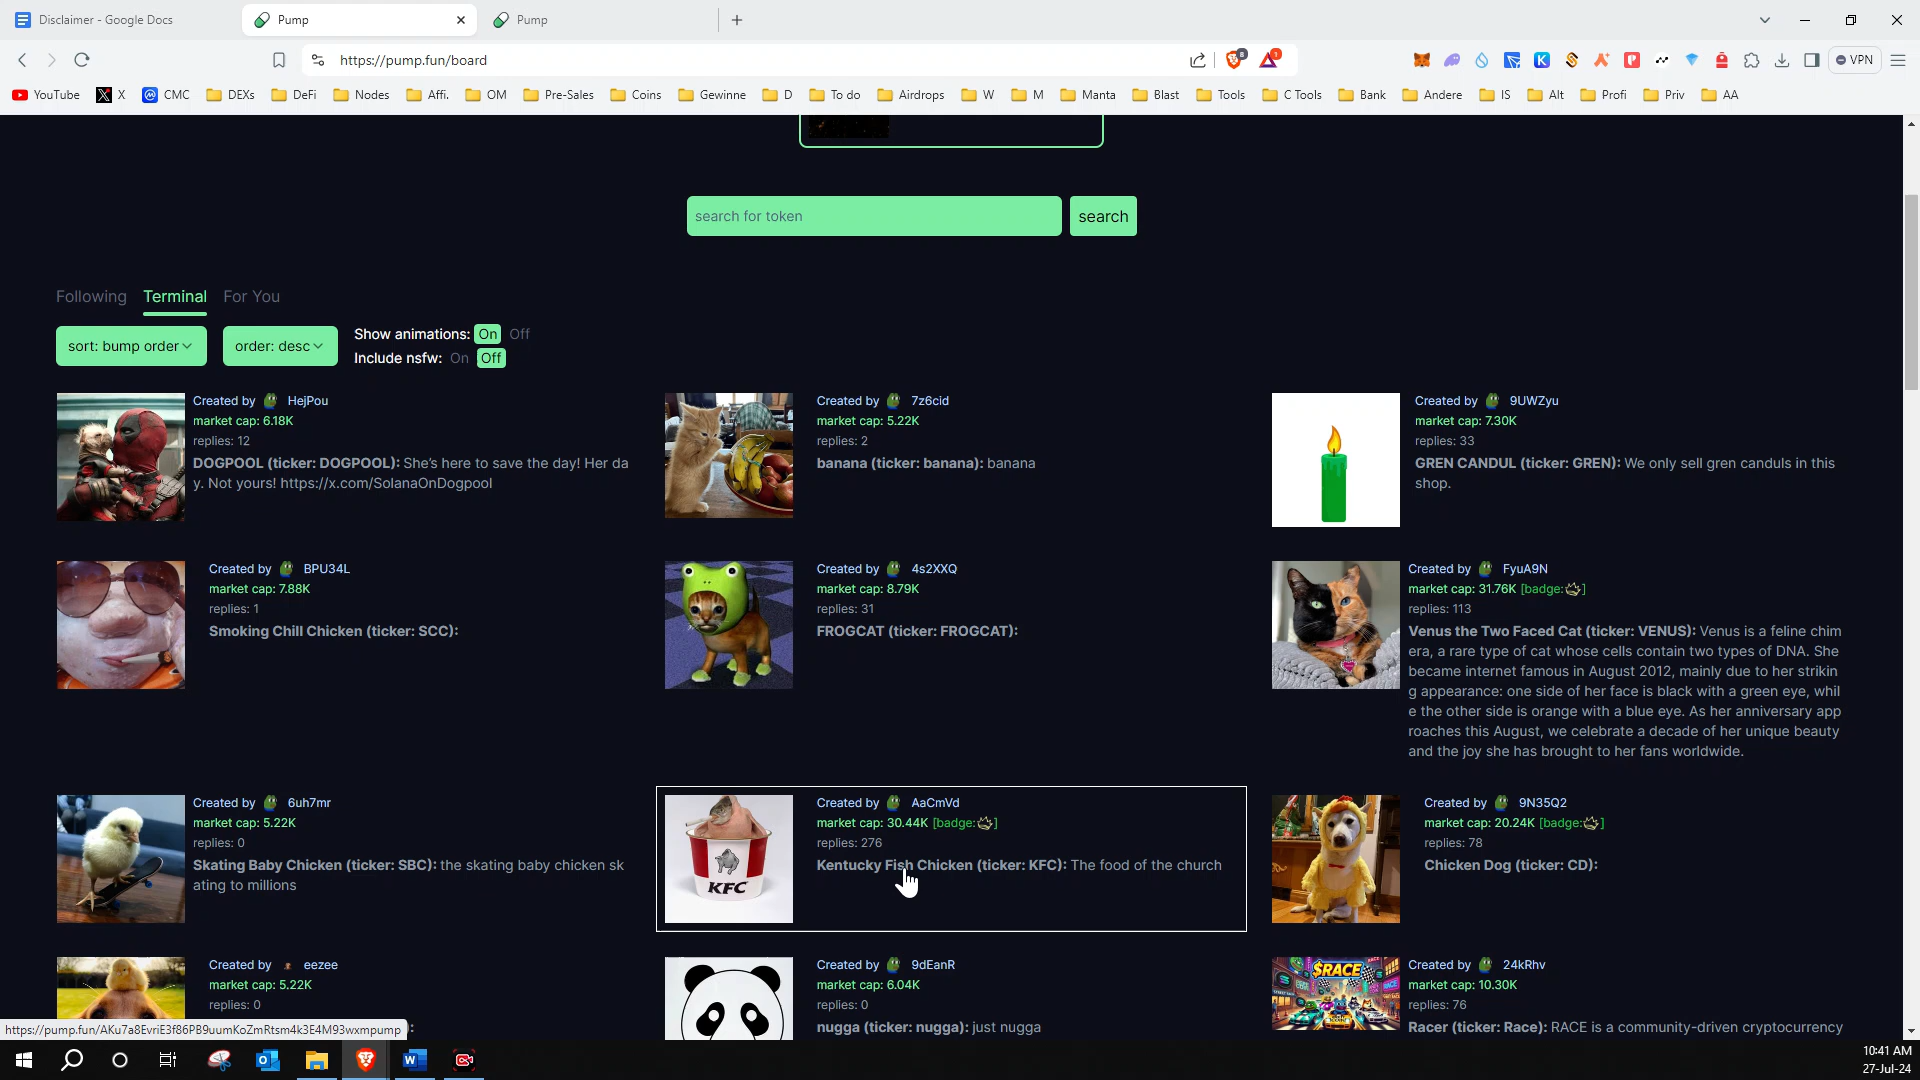 Disclaimer - Google Docs
Pump
Pump
https://pump.fun/board
8
1
VPN
YouTube
X
CMC
DEXs
DeFi
Nodes
Affi.
OM
Pre-Sales
Coins
Gewinne
D
To do
Airdrops
W
M
Manta
Blast
Tools
C Tools
Bank
Andere
IS
Alt
Profi
Priv
AA
search for token
search
Following
Terminal
For You
sort: bump order
order: desc
Show animations: On Off
Include nsfw: On Off
Created by HejPou
market cap: 6.18K
replies: 12
DOGPOOL (ticker: DOGPOOL): She's here to save the day! Her da
y. Not yours! https://x.com/SolanaOnDogpool
Created by 7z6cid
market cap: 5.22K
replies: 2
banana (ticker: banana): banana
Created by 9UWZyu
market cap: 7.30K
replies: 33
GREN CANDUL (ticker: GREN): We only sell gren canduls in this
shop.
Created by BPU34L
market cap: 7.88K
replies: 1
Smoking Chill Chicken (ticker: SCC):
Created by 4s2XXQ
market cap: 8.79K
replies: 31
FROGCAT (ticker: FROGCAT):
Created by FyuA9N
market cap: 31.76K [badge: ]
replies: 113
Venus the Two Faced Cat (ticker: VENUS): Venus is a feline chim
era, a rare type of cat whose cells contain two types of DNA. She
became internet famous in August 2012, mainly due to her strikin
g appearance: one side of her face is black with a green eye, whil
e the other side is orange with a blue eye. As her anniversary app
roaches this August, we celebrate a decade of her unique beauty
and the joy she has brought to her fans worldwide.
Created by 6uh7mr
market cap: 5.22K
replies: 0
Skating Baby Chicken (ticker: SBC): the skating baby chicken sk
ating to millions
KFC
Created by AaCmVd
market cap: 30.44K [badge: ]
replies: 276
Kentucky Fish Chicken (ticker: KFC): The food of the church
Created by 9N35Q2
market cap: 20.24K [badge: ]
replies: 78
Chicken Dog (ticker: CD):
Created by eezee
market cap: 5.22K
replies: 0
Created by 9dEanR
market cap: 6.04K
replies: 0
nugga (ticker: nugga): just nugga
$RACE
Created by 24kRhv
market cap: 10.30K
replies: 76
Racer (ticker: Race): RACE is a community-driven cryptocurrency
https://pump.fun/AKu7a8EvriE3f86PB9uumKoZmRtsm4k3E4M93wxmpump
10:41 AM
27-Jul-24